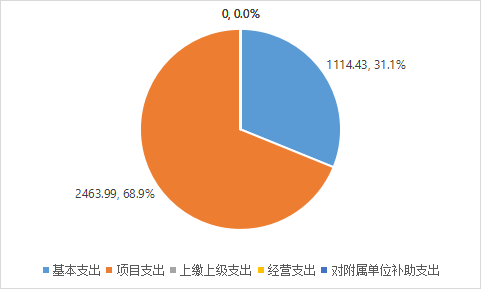 0, 0.0%
1114.43, 31.1%
2463.99, 68.9%
基本支出 项目支出 上缴上级支出 经营支出 对附属单位补助支出